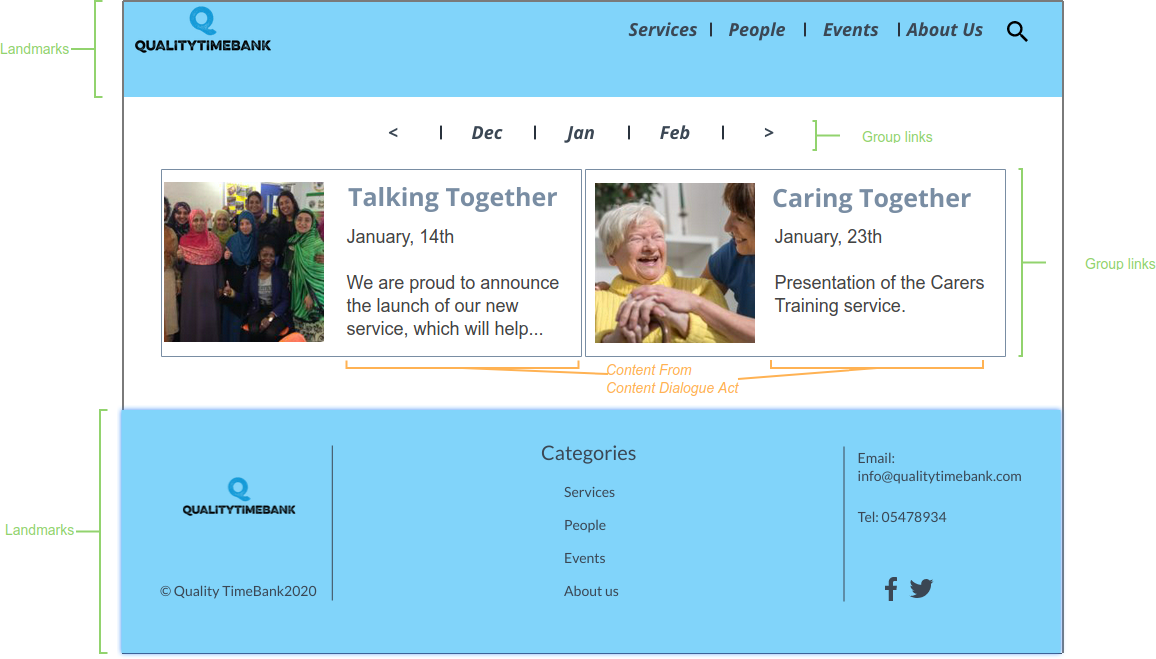 Landmarks
QUALITYTIMEBANK
Services | People | Events | About Us
< | Dec | Jan | Feb | >
Group links
Talking Together
January, 14th
We are proud to announce
the launch of our new
service, which will help...
Caring Together
January, 23th
Presentation of the Carers
Training service.
Group links
Content From
Content Dialogue Act
Landmarks
QUALITYTIMEBANK
© Quality TimeBank2020
Categories
Services
People
Events
About us
Email:
info@qualitytimebank.com
Tel: 05478934